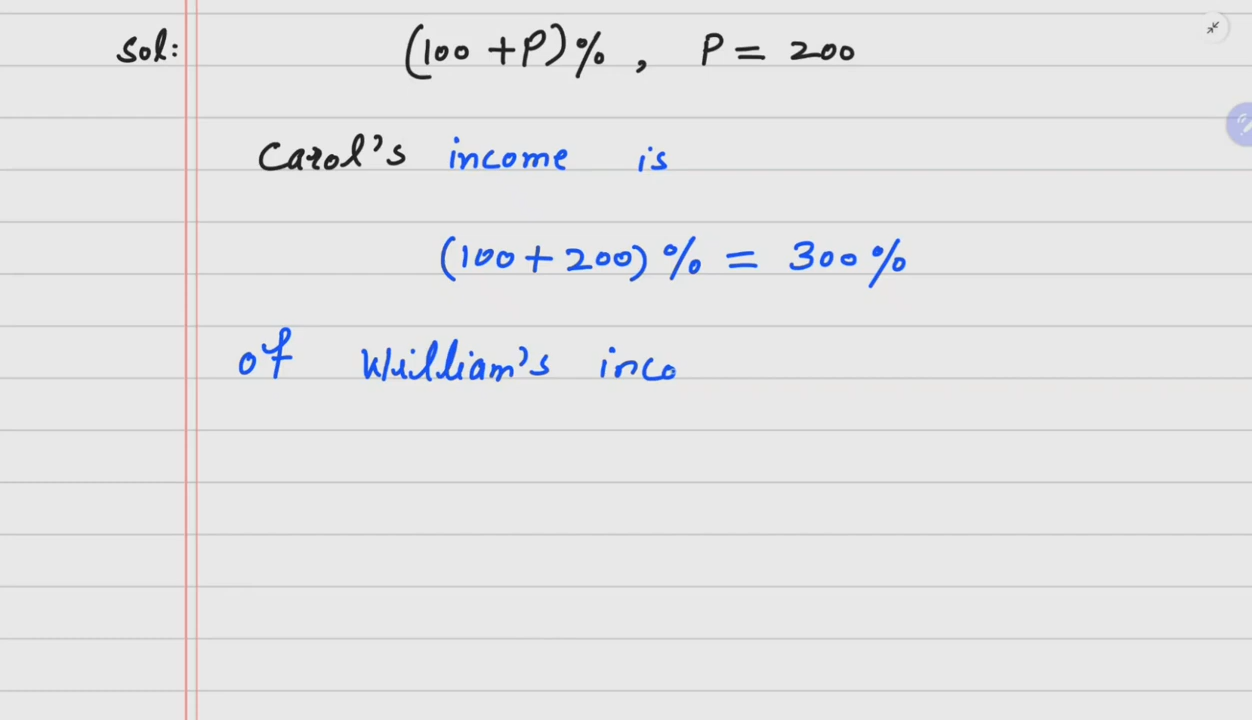 Sol: (100 + P)% , P = 200
Carol's income is
(100 + 200) % = 300%
of William's inco